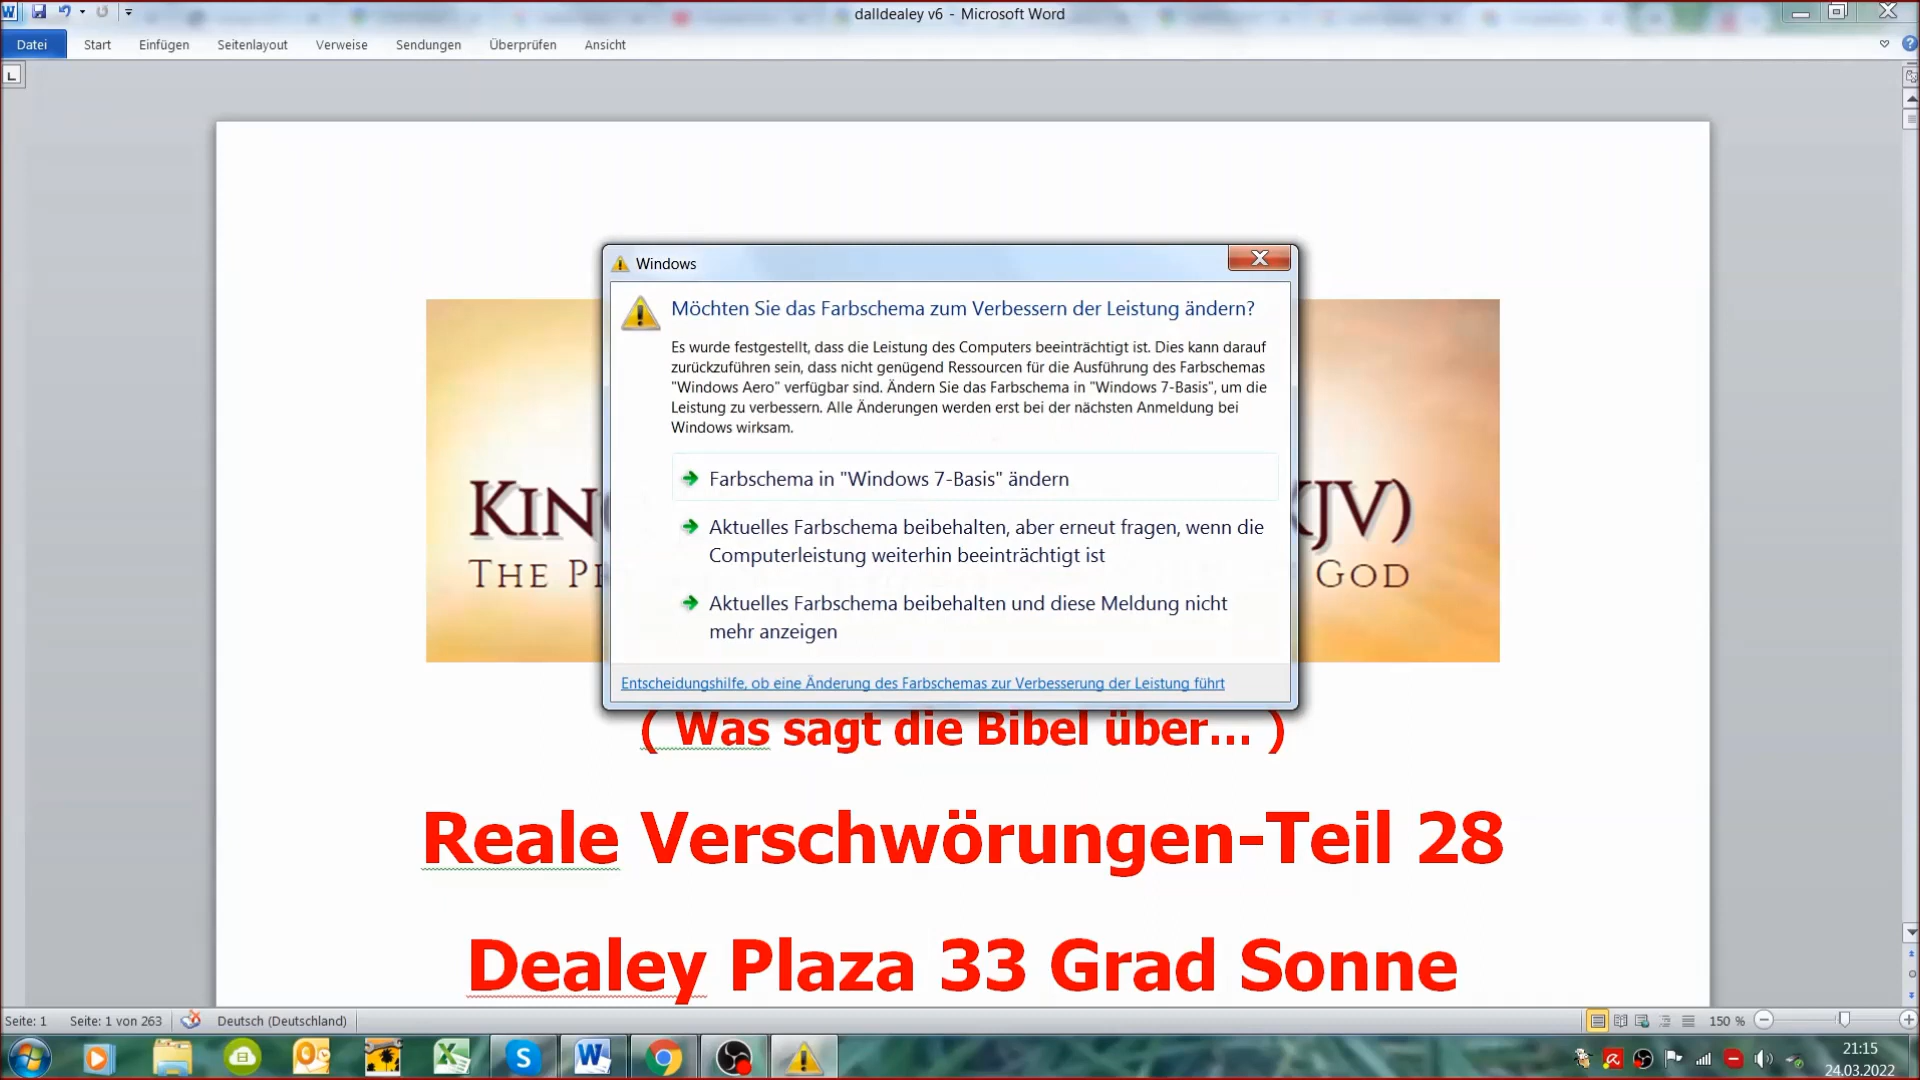 dalldealey v6 - Microsoft Word
Datei Start Einfügen Seitenlayout Verweise Sendungen Überprüfen Ansicht
Windows
Möchten Sie das Farbschema zum Verbessern der Leistung ändern?
Es wurde festgestellt, dass die Leistung des Computers beeinträchtigt ist. Dies kann darauf
zurückzuführen sein, dass nicht genügend Ressourcen für die Ausführung des Farbschemas
"Windows Aero" verfügbar sind. Ändern Sie das Farbschema in "Windows 7-Basis", um die
Leistung zu verbessern. Alle Änderungen werden erst bei der nächsten Anmeldung bei
Windows wirksam.
Farbschema in "Windows 7-Basis" ändern
Aktuelles Farbschema beibehalten, aber erneut fragen, wenn die
Computerleistung weiterhin beeinträchtigt ist
Aktuelles Farbschema beibehalten und diese Meldung nicht
mehr anzeigen
Entscheidungshilfe, ob eine Änderung des Farbschemas zur Verbesserung der Leistung führt
KIN JV)
THE P GOD
( Was sagt die Bibel über... )
Reale Verschwörungen-Teil 28
Dealey Plaza 33 Grad Sonne
Seite: 1 Seite: 1 von 263 Deutsch (Deutschland) 150 %
21:15
24.03.2022